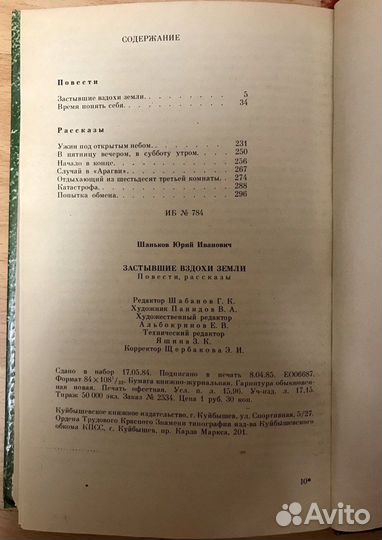 СОДЕРЖАНИЕ
Повести
Застывшие вздохи земли. . . . . . . . . . . 5
Время понять себя. . . . . . . . . . . . 34
Рассказы
Ужин под открытым небом. . . . . . . . . . 231
В пятницу вечером, в субботу утром. . . . . . . 250
Начало в конце. . . . . . . . . . . . . 256
Случай в «Арагви» . . . . . . . . . . . 267
Отдыхающий из шестьдесят третьей комнаты. . . . . 274
Катастрофа. . . . . . . . . . . . . . 288
Попытка обмена. . . . . . . . . . . . . 296
ИБ № 784
Шаньков Юрий Иванович
ЗАСТЫВШИЕ ВЗДОХИ ЗЕМЛИ
Повести, рассказы
Редактор Шабанов Г. К.
Художник Панидов В. А.
Художественный редактор
Альбокринов Е. В.
Технический редактор
Яшина З. К.
Корректор Щербакова Э. И.
Сдано в набор 17.05.84. Подписано в печать 8.04.85. ЕО06687.
Формат 84×108¹/₃₂. Бумага книжно-журнальная. Гарнитура обыкновен-
ная новая. Печать офсетная. Усл. п. л. 15,96. Уч-изд. л. 17,15.
Тираж 50 000 экз. Заказ № 2534. Цена 1 руб. 30 коп.
Куйбышевское книжное издательство, г. Куйбышев, ул. Спортивная, 5/27.
Ордена Трудового Красного Знамени типография изд-ва Куйбышевского
обкома КПСС, г. Куйбышев, пр. Карла Маркса, 201.
10*
Avito